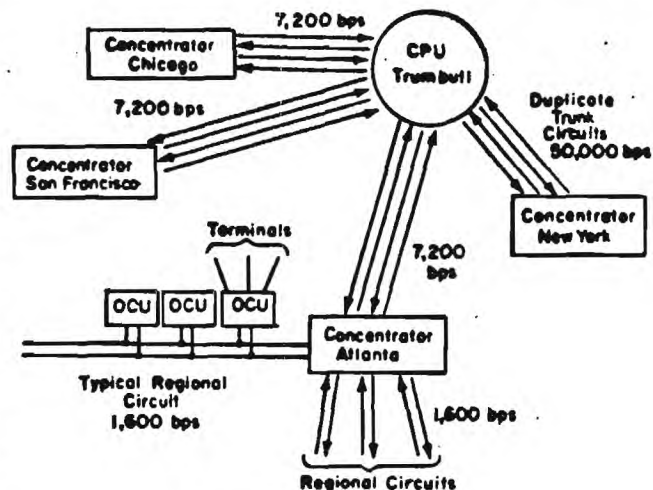 7,200 bps
Concentrator
Chicago
CPU
Trumbull
7,200 bps
Duplicate
Trunk
Circuits
50,000 bps
Concentrator
San Francisco
Concentrator
New York
Terminals
7,200
bps
OCU
OCU
OCU
Concentrator
Atlanta
Typical Regional
Circuit
1,600 bps
1,600 bps
Regional Circuits